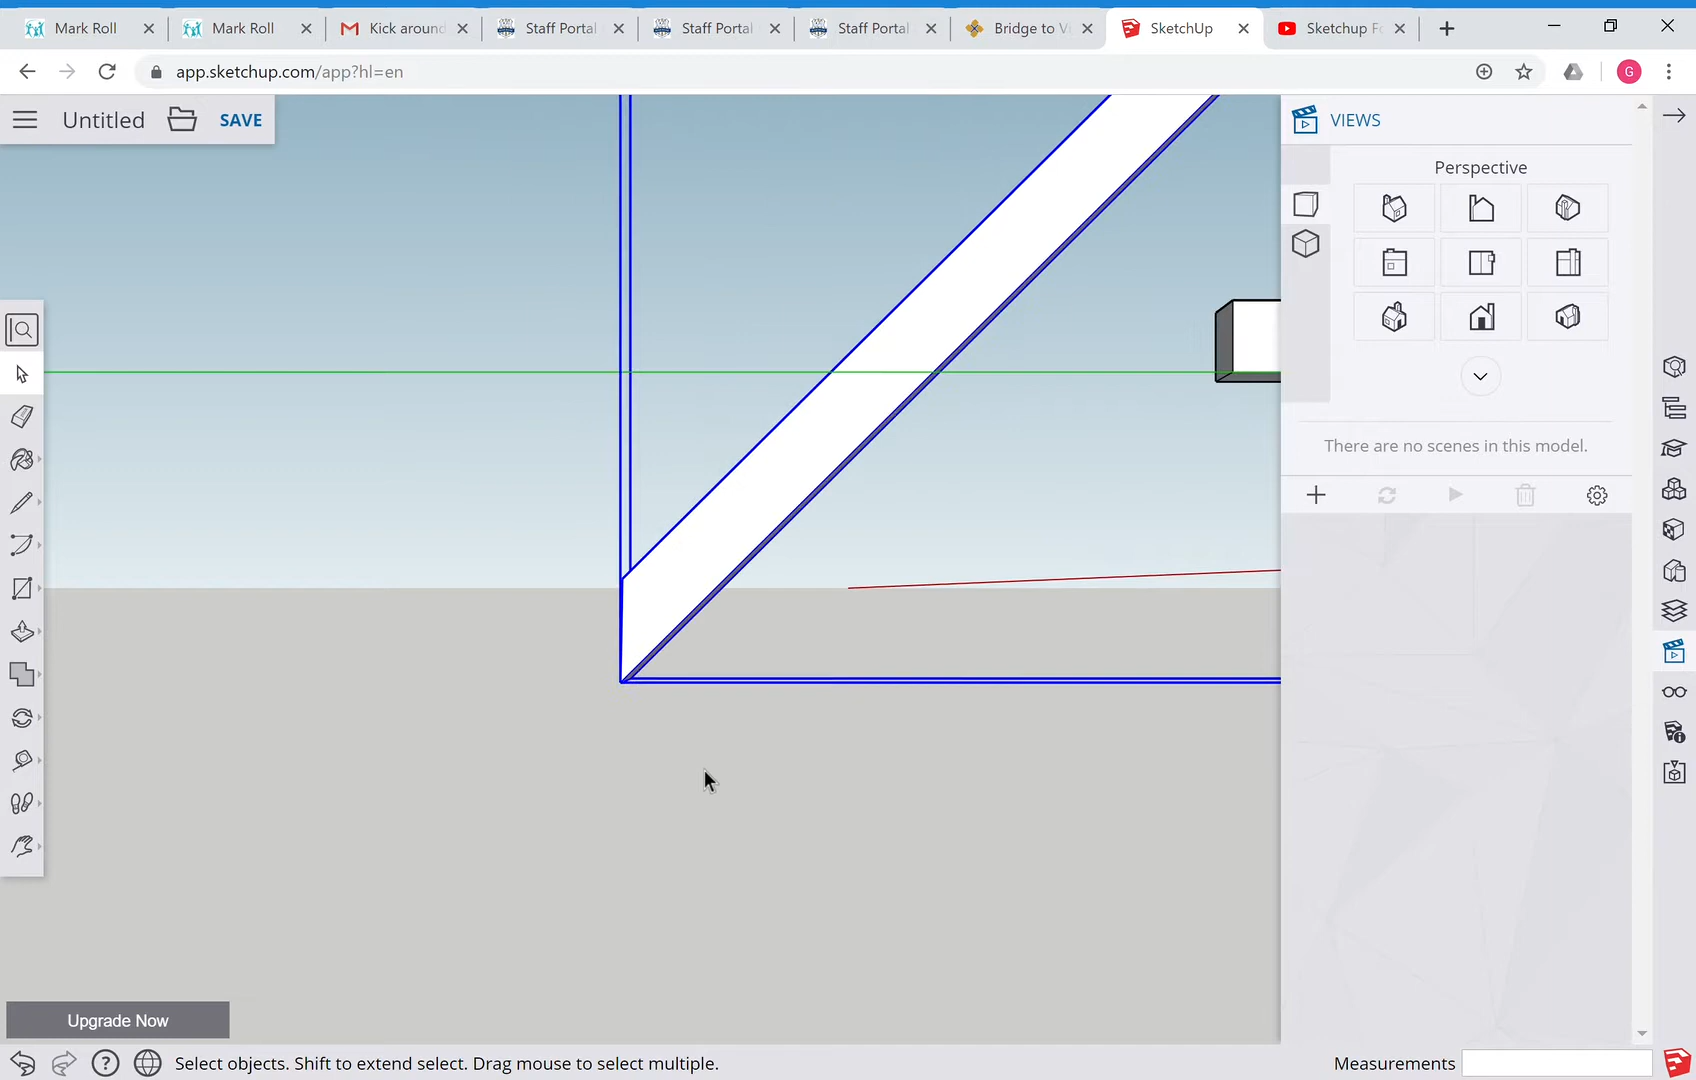 Mark Roll
Mark Roll
Kick around
Staff Portal
Staff Portal
Staff Portal
Bridge to Vi
SketchUp
Sketchup Fo
app.sketchup.com/app?hl=en
G
Untitled
SAVE
VIEWS
Perspective
There are no scenes in this model.
Upgrade Now
Select objects. Shift to extend select. Drag mouse to select multiple.
Measurements